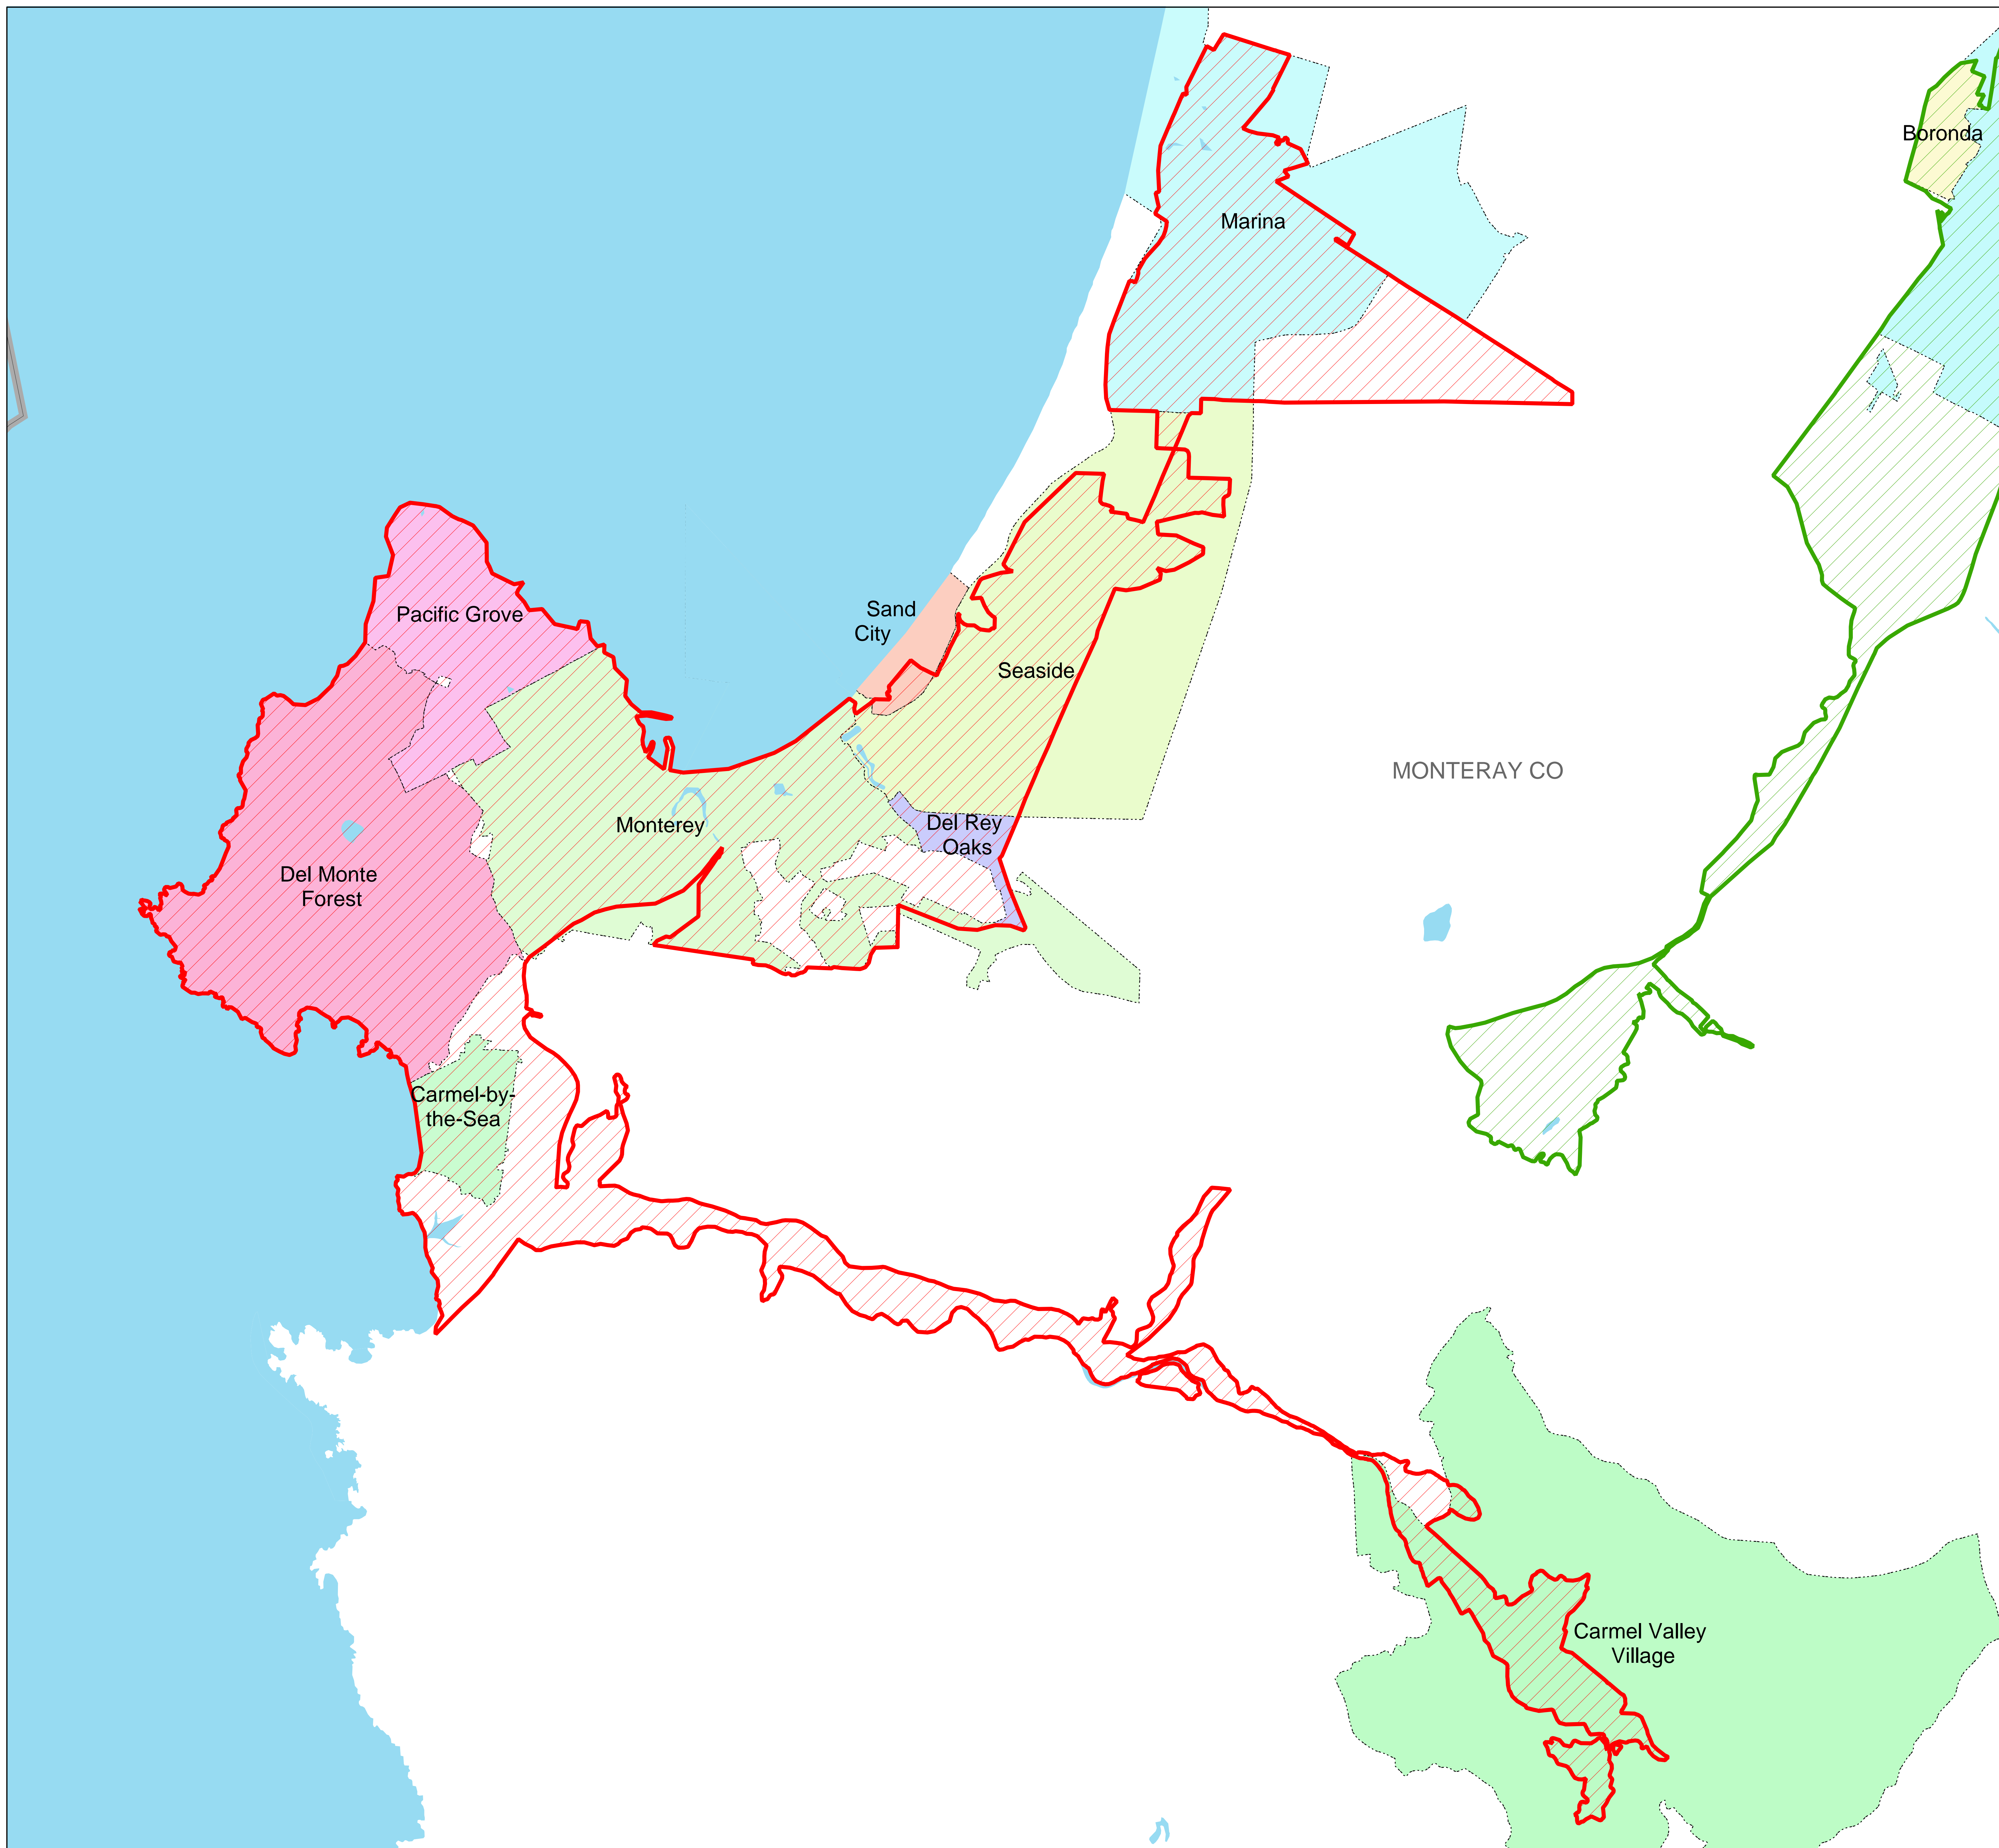 Boronda
Marina
Pacific Grove
Sand
City
Seaside
MONTERAY CO
Monterey
Del Rey
Oaks
Del Monte
Forest
Carmel-by-
the-Sea
Carmel Valley
Village